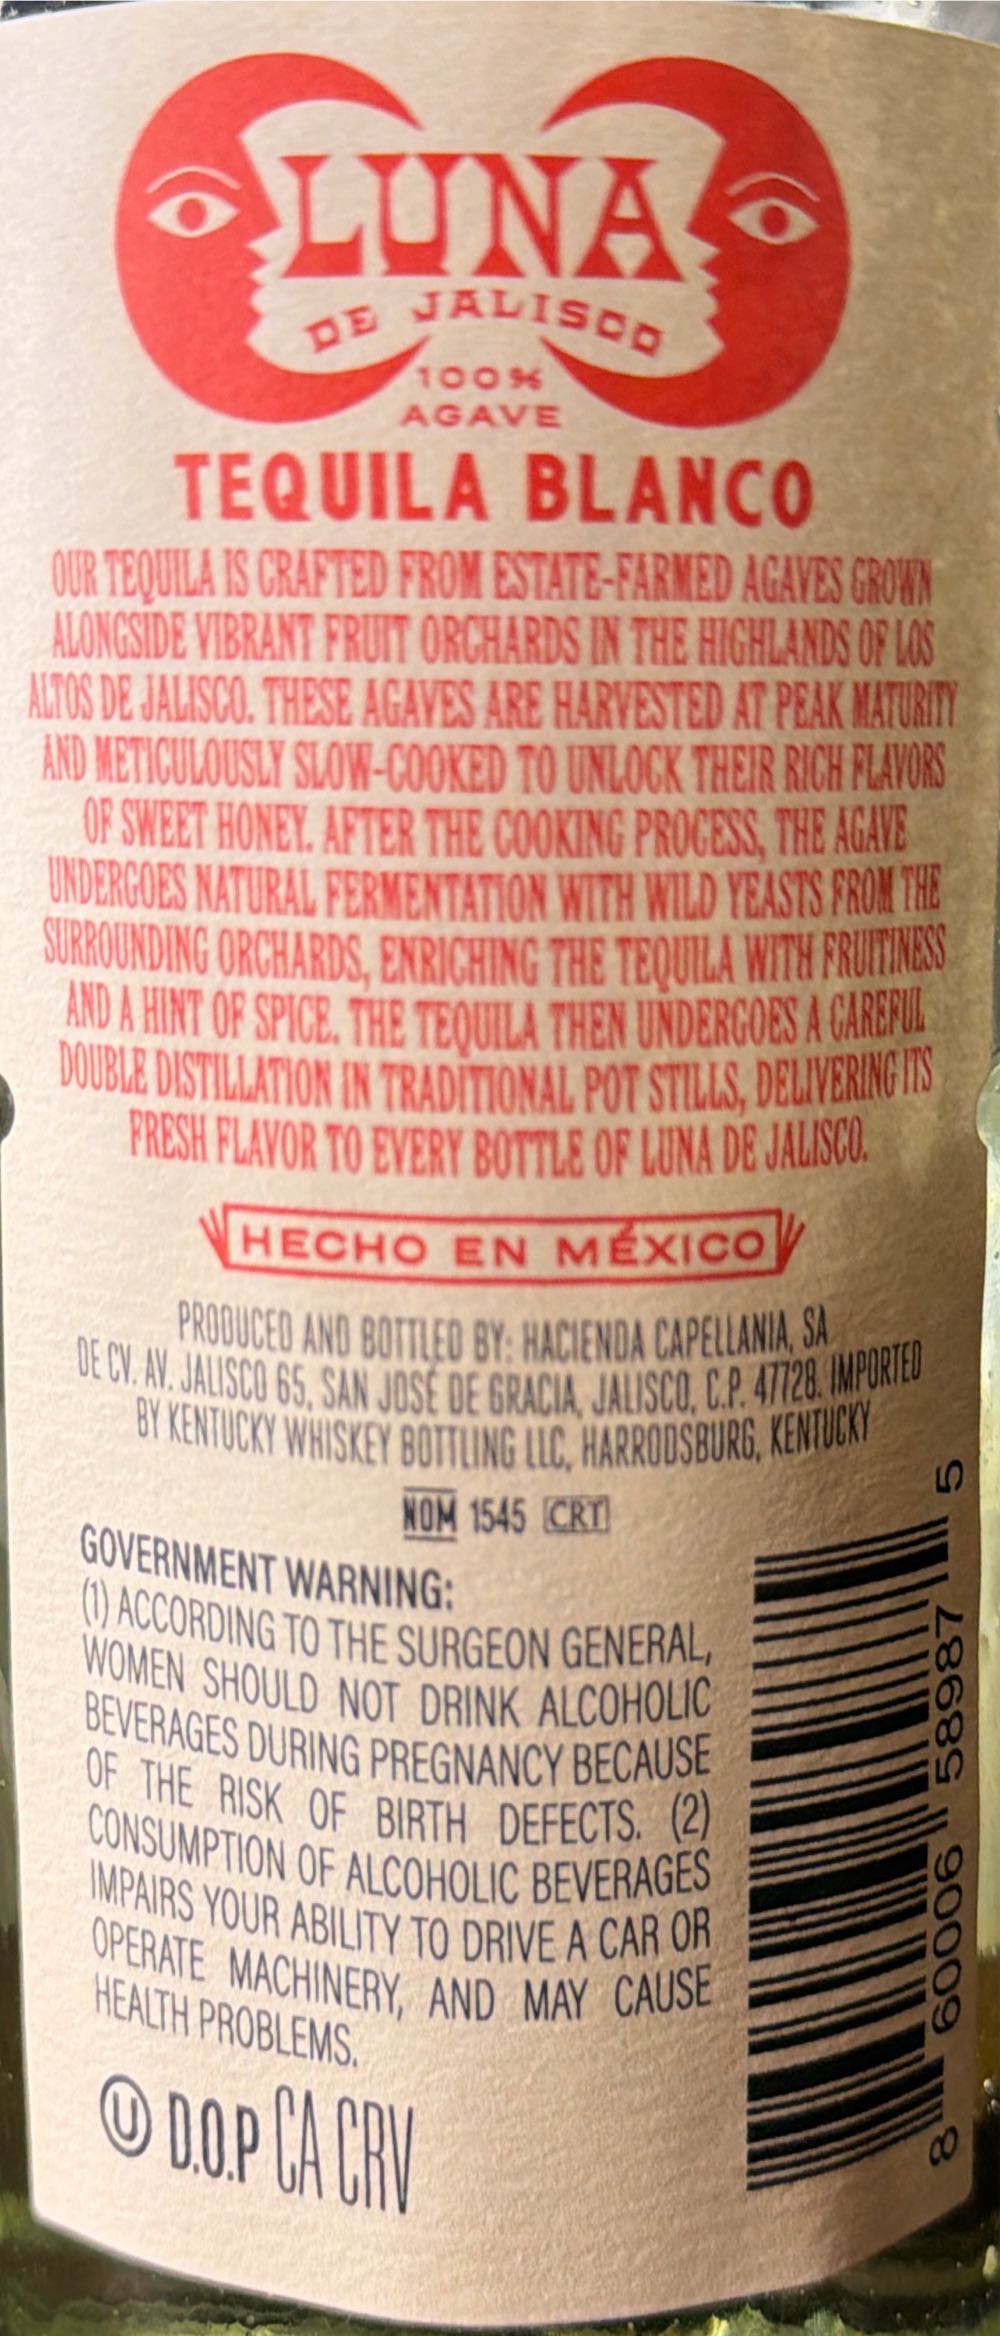 LUNA
DE JALISCO
100%
AGAVE
TEQUILA BLANCO
OUR TEQUILA IS CRAFTED FROM ESTATE-FARMED AGAVES GROWN
ALONGSIDE VIBRANT FRUIT ORCHARDS IN THE HIGHLANDS OF LOS
ALTOS DE JALISCO. THESE AGAVES ARE HARVESTED AT PEAK MATURITY
AND METICULOUSLY SLOW-COOKED TO UNLOCK THEIR RICH FLAVORS
OF SWEET HONEY. AFTER THE COOKING PROCESS, THE AGAVE
UNDERGOES NATURAL FERMENTATION WITH WILD YEASTS FROM THE
SURROUNDING ORCHARDS, ENRICHING THE TEQUILA WITH FRUITINESS
AND A HINT OF SPICE. THE TEQUILA THEN UNDERGOES A CAREFUL
DOUBLE DISTILLATION IN TRADITIONAL POT STILLS, DELIVERING ITS
FRESH FLAVOR TO EVERY BOTTLE OF LUNA DE JALISCO.
HECHO EN MÉXICO
PRODUCED AND BOTTLED BY: HACIENDA CAPELLANIA, SA
DE CV. AV. JALISCO 65, SAN JOSÉ DE GRACIA, JALISCO, C.P. 47728. IMPORTED
BY KENTUCKY WHISKEY BOTTLING LLC, HARRODSBURG, KENTUCKY
NOM 1545 CRT
GOVERNMENT WARNING:
(1) ACCORDING TO THE SURGEON GENERAL,
WOMEN SHOULD NOT DRINK ALCOHOLIC
BEVERAGES DURING PREGNANCY BECAUSE
OF THE RISK OF BIRTH DEFECTS. (2)
CONSUMPTION OF ALCOHOLIC BEVERAGES
IMPAIRS YOUR ABILITY TO DRIVE A CAR OR
OPERATE MACHINERY, AND MAY CAUSE
HEALTH PROBLEMS.
Ⓤ D.O.P CA CRV
8 60006 58987 5